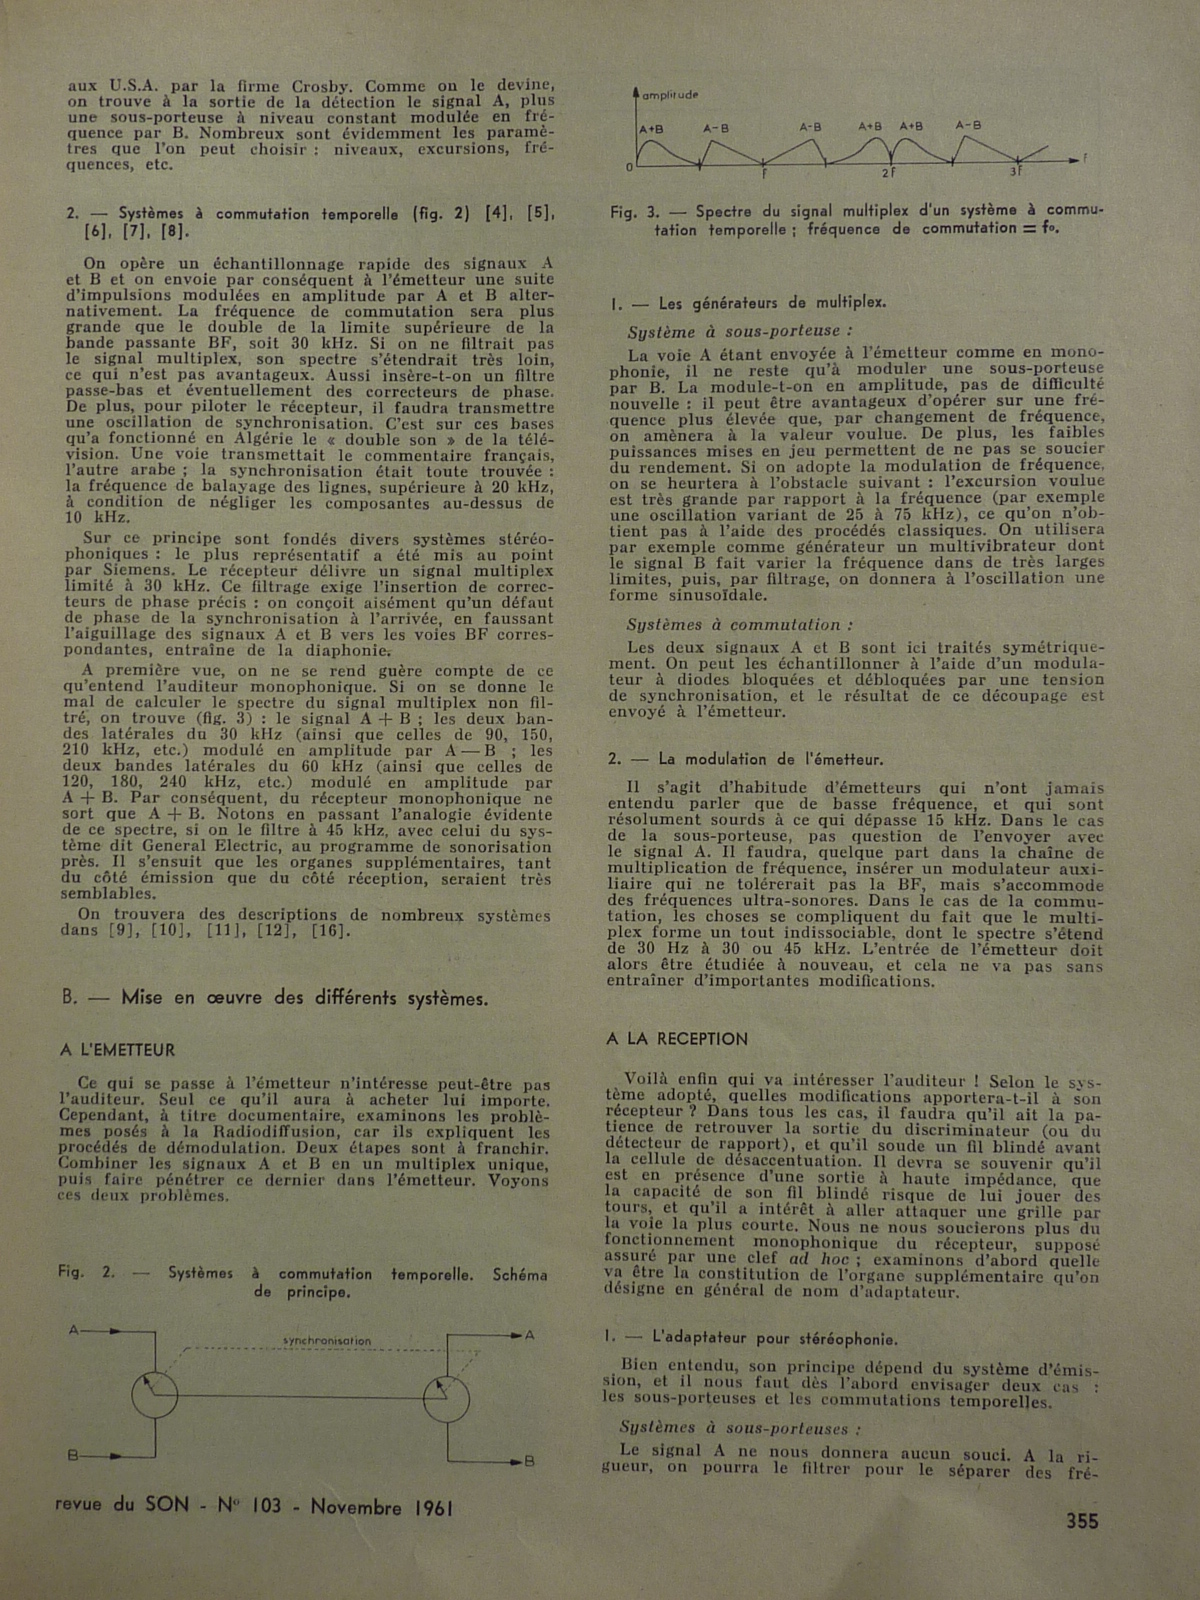 aux U.S.A. par la firme Crosby. Comme on le devine,
on trouve à la sortie de la détection le signal A, plus
une sous-porteuse à niveau constant modulée en fré-
quence par B. Nombreux sont évidemment les paramè-
tres que l'on peut choisir : niveaux, excursions, fré-
quences, etc.
2. — Systèmes à commutation temporelle (fig. 2) [4], [5],
[6], [7], [8].
On opère un échantillonnage rapide des signaux A
et B et on envoie par conséquent à l'émetteur une suite
d'impulsions modulées en amplitude par A et B alter-
nativement. La fréquence de commutation sera plus
grande que le double de la limite supérieure de la
bande passante BF, soit 30 kHz. Si on ne filtrait pas
le signal multiplex, son spectre s'étendrait très loin,
ce qui n'est pas avantageux. Aussi insère-t-on un filtre
passe-bas et éventuellement des correcteurs de phase.
De plus, pour piloter le récepteur, il faudra transmettre
une oscillation de synchronisation. C'est sur ces bases
qu'a fonctionné en Algérie le « double son » de la télé-
vision. Une voie transmettait le commentaire français,
l'autre arabe ; la synchronisation était toute trouvée :
la fréquence de balayage des lignes, supérieure à 20 kHz,
à condition de négliger les composantes au-dessus de
10 kHz.
Sur ce principe sont fondés divers systèmes stéréo-
phoniques : le plus représentatif a été mis au point
par Siemens. Le récepteur délivre un signal multiplex
limité à 30 kHz. Ce filtrage exige l'insertion de correc-
teurs de phase précis : on conçoit aisément qu'un défaut
de phase de la synchronisation à l'arrivée, en faussant
l'aiguillage des signaux A et B vers les voies BF corres-
pondantes, entraîne de la diaphonie.
A première vue, on ne se rend guère compte de ce
qu'entend l'auditeur monophonique. Si on se donne le
mal de calculer le spectre du signal multiplex non fil-
tré, on trouve (fig. 3) : le signal A + B ; les deux ban-
des latérales du 30 kHz (ainsi que celles de 90, 150,
210 kHz, etc.) modulé en amplitude par A — B ; les
deux bandes latérales du 60 kHz (ainsi que celles de
120, 180, 240 kHz, etc.) modulé en amplitude par
A + B. Par conséquent, du récepteur monophonique ne
sort que A + B. Notons en passant l'analogie évidente
de ce spectre, si on le filtre à 45 kHz, avec celui du sys-
tème dit General Electric, au programme de sonorisation
près. Il s'ensuit que les organes supplémentaires, tant
du côté émission que du côté réception, seraient très
semblables.
On trouvera des descriptions de nombreux systèmes
dans [9], [10], [11], [12], [16].
B. — Mise en œuvre des différents systèmes.
A L'EMETTEUR
Ce qui se passe à l'émetteur n'intéresse peut-être pas
l'auditeur. Seul ce qu'il aura à acheter lui importe.
Cependant, à titre documentaire, examinons les problè-
mes posés à la Radiodiffusion, car ils expliquent les
procédés de démodulation. Deux étapes sont à franchir.
Combiner les signaux A et B en un multiplex unique,
puis faire pénétrer ce dernier dans l'émetteur. Voyons
ces deux problèmes.
Fig. 2. — Systèmes à commutation temporelle. Schéma
de principe.
A
synchronisation
A
B
B
revue du SON - N° 103 - Novembre 1961
amplitude
A+B A-B A-B A+B A+B A-B
0 f 2f 3f f
Fig. 3. — Spectre du signal multiplex d'un système à commu-
tation temporelle ; fréquence de commutation = f°.
1. — Les générateurs de multiplex.
Système à sous-porteuse :
La voie A étant envoyée à l'émetteur comme en mono-
phonie, il ne reste qu'à moduler une sous-porteuse
par B. La module-t-on en amplitude, pas de difficulté
nouvelle : il peut être avantageux d'opérer sur une fré-
quence plus élevée que, par changement de fréquence,
on amènera à la valeur voulue. De plus, les faibles
puissances mises en jeu permettent de ne pas se soucier
du rendement. Si on adopte la modulation de fréquence,
on se heurtera à l'obstacle suivant : l'excursion voulue
est très grande par rapport à la fréquence (par exemple
une oscillation variant de 25 à 75 kHz), ce qu'on n'ob-
tient pas à l'aide des procédés classiques. On utilisera
par exemple comme générateur un multivibrateur dont
le signal B fait varier la fréquence dans de très larges
limites, puis, par filtrage, on donnera à l'oscillation une
forme sinusoïdale.
Systèmes à commutation :
Les deux signaux A et B sont ici traités symétrique-
ment. On peut les échantillonner à l'aide d'un modula-
teur à diodes bloquées et débloquées par une tension
de synchronisation, et le résultat de ce découpage est
envoyé à l'émetteur.
2. — La modulation de l'émetteur.
Il s'agit d'habitude d'émetteurs qui n'ont jamais
entendu parler que de basse fréquence, et qui sont
résolument sourds à ce qui dépasse 15 kHz. Dans le cas
de la sous-porteuse, pas question de l'envoyer avec
le signal A. Il faudra, quelque part dans la chaîne de
multiplication de fréquence, insérer un modulateur auxi-
liaire qui ne tolérerait pas la BF, mais s'accommode
des fréquences ultra-sonores. Dans le cas de la commu-
tation, les choses se compliquent du fait que le multi-
plex forme un tout indissociable, dont le spectre s'étend
de 30 Hz à 30 ou 45 kHz. L'entrée de l'émetteur doit
alors être étudiée à nouveau, et cela ne va pas sans
entraîner d'importantes modifications.
A LA RECEPTION
Voilà enfin qui va intéresser l'auditeur ! Selon le sys-
tème adopté, quelles modifications apportera-t-il à son
récepteur ? Dans tous les cas, il faudra qu'il ait la pa-
tience de retrouver la sortie du discriminateur (ou du
détecteur de rapport), et qu'il soude un fil blindé avant
la cellule de désaccentuation. Il devra se souvenir qu'il
est en présence d'une sortie à haute impédance, que
la capacité de son fil blindé risque de lui jouer des
tours, et qu'il a intérêt à aller attaquer une grille par
la voie la plus courte. Nous ne nous soucierons plus du
fonctionnement monophonique du récepteur, supposé
assuré par une clef ad hoc ; examinons d'abord quelle
va être la constitution de l'organe supplémentaire qu'on
désigne en général de nom d'adaptateur.
1. — L'adaptateur pour stéréophonie.
Bien entendu, son principe dépend du système d'émis-
sion, et il nous faut dès l'abord envisager deux cas :
les sous-porteuses et les commutations temporelles.
Systèmes à sous-porteuses :
Le signal A ne nous donnera aucun souci. A la ri-
gueur, on pourra le filtrer pour le séparer des fré-
355